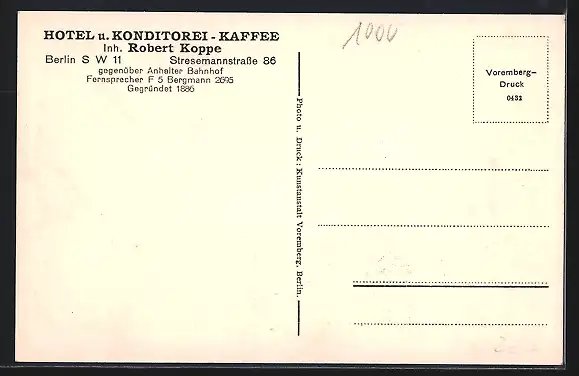 HOTEL u. KONDITOREI - KAFFEE
Inh. Robert Koppe
Berlin S W 11 Stresemannstraße 86
gegenüber Anhalter Bahnhof
Fernsprecher F 5 Bergmann 2695
Gegründet 1886
1000
Photo u. Druck: Kunstanstalt Voremberg, Berlin.
Voremberg-
Druck
0432